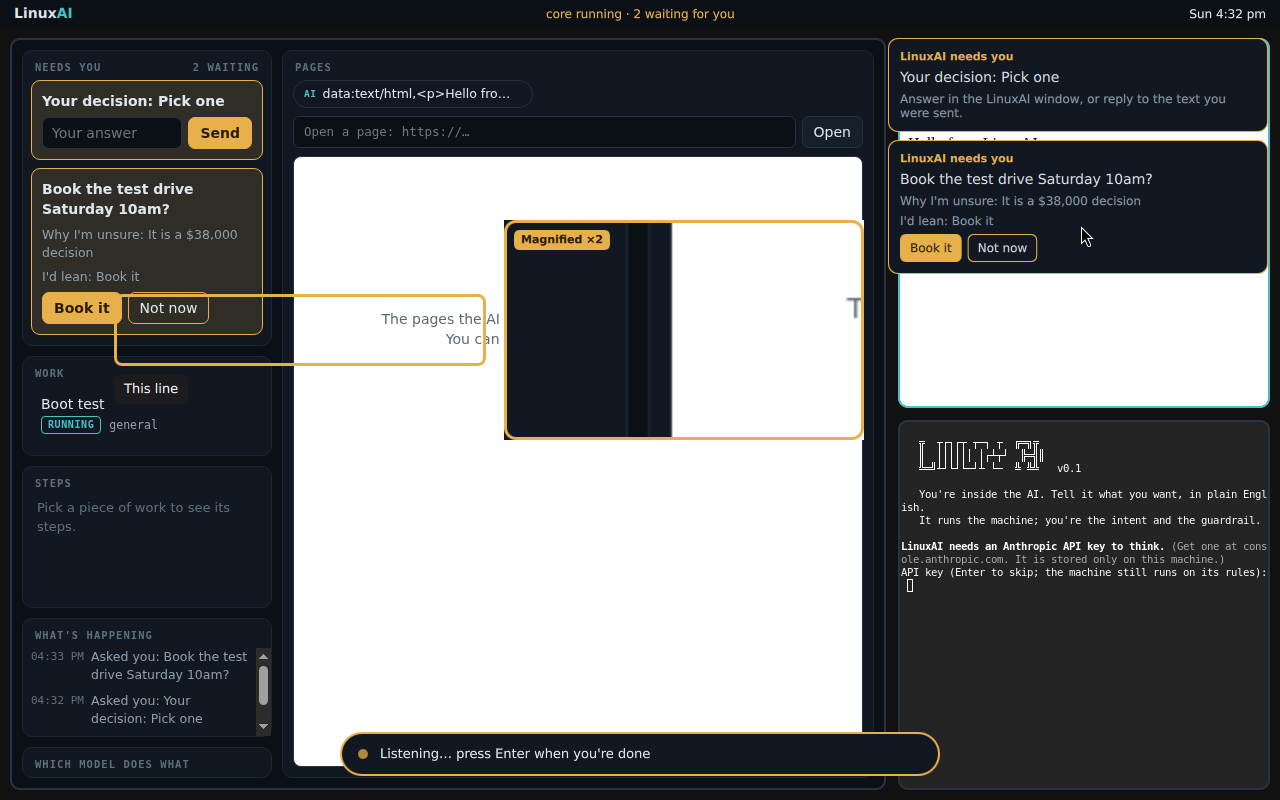 LinuxAI
core running · 2 waiting for you
Sun 4:32 pm
NEEDS YOU
2 WAITING
Your decision: Pick one
Your answer
Send
Book the test drive
Saturday 10am?
Why I'm unsure: It is a $38,000
decision
I'd lean: Book it
Book it
Not now
WORK
This line
Boot test
RUNNING
general
STEPS
Pick a piece of work to see its
steps.
WHAT'S HAPPENING
04:33 PM
Asked you: Book the test
drive Saturday 10am?
04:32 PM
Asked you: Your
decision: Pick one
WHICH MODEL DOES WHAT
PAGES
AI
data:text/html,<p>Hello fro…
Open a page: https://…
Open
Magnified ×2
T
The pages the AI
You can
Listening… press Enter when you're done
LinuxAI needs you
Your decision: Pick one
Answer in the LinuxAI window, or reply to the text you
were sent.
LinuxAI needs you
Book the test drive Saturday 10am?
Why I'm unsure: It is a $38,000 decision
I'd lean: Book it
Book it
Not now
v0.1
You're inside the AI. Tell it what you want, in plain Engl
ish.
It runs the machine; you're the intent and the guardrail.
LinuxAI needs an Anthropic API key to think. (Get one at cons
ole.anthropic.com. It is stored only on this machine.)
API key (Enter to skip; the machine still runs on its rules):